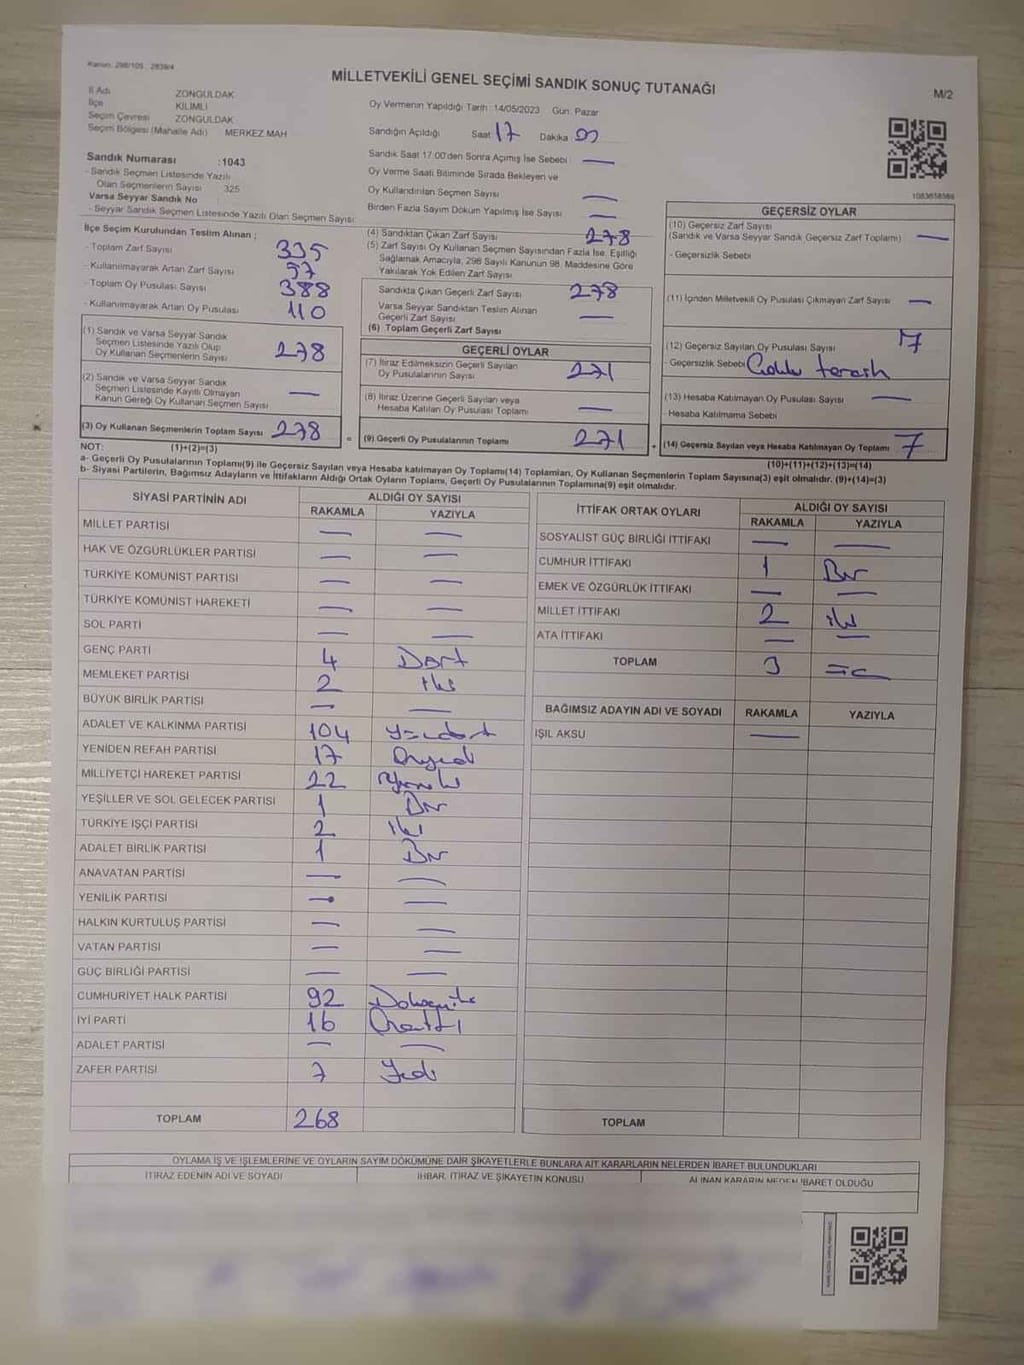 Kanun: 298/105 , 2839/4
MİLLETVEKİLİ GENEL SEÇİMİ SANDIK SONUÇ TUTANAĞI
M/2
İl Adı ZONGULDAK
İlçe KİLİMLİ
Seçim Çevresi ZONGULDAK
Seçim Bölgesi (Mahalle Adı) MERKEZ MAH
Oy Vermenin Yapıldığı Tarih :14/05/2023 Gün: Pazar
Sandığın Açıldığı Saat 17 Dakika :
Sandık Saat 17:00'den Sonra Açımış İse Sebebi : —
Oy Verme Saati Bitiminde Sırada Bekleyen ve
Oy Kullandırılan Seçmen Sayısı —
Birden Fazla Sayım Döküm Yapılmış İse Sayısı —
Sandık Numarası :1043
- Sandık Seçmen Listesinde Yazılı
Olan Seçmenlerin Sayısı 325
Varsa Seyyar Sandık No
- Seyyar Sandık Seçmen Listesinde Yazılı Olan Seçmen Sayısı:
1083658566
İlçe Seçim Kurulundan Teslim Alınan ;
- Toplam Zarf Sayısı 335
- Kullanılmayarak Artan Zarf Sayısı 57
- Toplam Oy Pusulası Sayısı 388
- Kullanılmayarak Artan Oy Pusulası 110
(1) Sandık ve Varsa Seyyar Sandık
Seçmen Listesinde Yazılı Olup
Oy Kullanan Seçmenlerin Sayısı 278
(2) Sandık ve Varsa Seyyar Sandık
Seçmen Listesinde Kayıtlı Olmayan
Kanun Gereği Oy Kullanan Seçmen Sayısı —
(3) Oy Kullanan Seçmenlerin Toplam Sayısı 278
(4) Sandıktan Çıkan Zarf Sayısı 278
(5) Zarf Sayısı Oy Kullanan Seçmen Sayısından Fazla İse, Eşitliği
Sağlamak Amacıyla, 298 Sayılı Kanunun 98. Maddesine Göre
Yakılarak Yok Edilen Zarf Sayısı
Sandıkta Çıkan Geçerli Zarf Sayısı 278
Varsa Seyyar Sandıktan Teslim Alınan
Geçerli Zarf Sayısı —
(6) Toplam Geçerli Zarf Sayısı
GEÇERLİ OYLAR
(7) İtiraz Edilmeksizin Geçerli Sayılan
Oy Pusulalarının Sayısı 271
(8) İtiraz Üzerine Geçerli Sayılan veya
Hesaba Katılan Oy Pusulası Toplamı —
= (9) Geçerli Oy Pusulalarının Toplamı 271 +
GEÇERSİZ OYLAR
(10) Geçersiz Zarf Sayısı
(Sandık ve Varsa Seyyar Sandık Geçersiz Zarf Toplamı) —
- Geçersizlik Sebebi
(11) İçinden Milletvekili Oy Pusulası Çıkmayan Zarf Sayısı —
(12) Geçersiz Sayılan Oy Pusulası Sayısı 7
- Geçersizlik Sebebi
(13) Hesaba Katılmayan Oy Pusulası Sayısı —
- Hesaba Katılmama Sebebi
(14) Geçersiz Sayılan veya Hesaba Katılmayan Oy Toplamı 7
NOT: (1)+(2)=(3)
(10)+(11)+(12)+(13)=(14)
a- Geçerli Oy Pusulalarının Toplamı(9) ile Geçersiz Sayılan veya Hesaba katılmayan Oy Toplamı(14) Toplamları, Oy Kullanan Seçmenlerin Toplam Sayısına(3) eşit olmalıdır. (9)+(14)=(3)
b- Siyasi Partilerin, Bağımsız Adayların ve İttifakların Aldığı Ortak Oyların Toplamı, Geçerli Oy Pusulalarının Toplamına(9) eşit olmalıdır.
SİYASİ PARTİNİN ADI ALDIĞI OY SAYISI
RAKAMLA YAZIYLA
MİLLET PARTİSİ — —
HAK VE ÖZGÜRLÜKLER PARTİSİ — —
TÜRKİYE KOMÜNİST PARTİSİ — —
TÜRKİYE KOMÜNİST HAREKETİ — —
SOL PARTİ — —
GENÇ PARTİ 4 Dört
MEMLEKET PARTİSİ 2 iki
BÜYÜK BİRLİK PARTİSİ — —
ADALET VE KALKINMA PARTİSİ 104 Yüzdört
YENİDEN REFAH PARTİSİ 17 Onyedi
MİLLİYETÇİ HAREKET PARTİSİ 22 Yirmiiki
YEŞİLLER VE SOL GELECEK PARTİSİ 1 Bir
TÜRKİYE İŞÇİ PARTİSİ 2 iki
ADALET BİRLİK PARTİSİ 1 Bir
ANAVATAN PARTİSİ — —
YENİLİK PARTİSİ — —
HALKIN KURTULUŞ PARTİSİ — —
VATAN PARTİSİ — —
GÜÇ BİRLİĞİ PARTİSİ — —
CUMHURİYET HALK PARTİSİ 92 Doksaniki
İYİ PARTİ 16 Onaltı
ADALET PARTİSİ — —
ZAFER PARTİSİ 7 Yedi
TOPLAM 268
İTTİFAK ORTAK OYLARI ALDIĞI OY SAYISI
RAKAMLA YAZIYLA
SOSYALİST GÜÇ BİRLİĞİ İTTİFAKI — —
CUMHUR İTTİFAKI 1 Bir
EMEK VE ÖZGÜRLÜK İTTİFAKI — —
MİLLET İTTİFAKI 2 iki
ATA İTTİFAKI — —
TOPLAM 3 üç
BAĞIMSIZ ADAYIN ADI VE SOYADI RAKAMLA YAZIYLA
IŞIL AKSU —
TOPLAM
OYLAMA İŞ VE İŞLEMLERİNE VE OYLARIN SAYIM DÖKÜMÜNE DAİR ŞİKAYETLERLE BUNLARA AİT KARARLARIN NELERDEN İBARET BULUNDUKLARI
İTİRAZ EDENİN ADI VE SOYADI İHBAR, İTİRAZ VE ŞİKAYETİN KONUSU ALINAN KARARIN NEDEN İBARET OLDUĞU